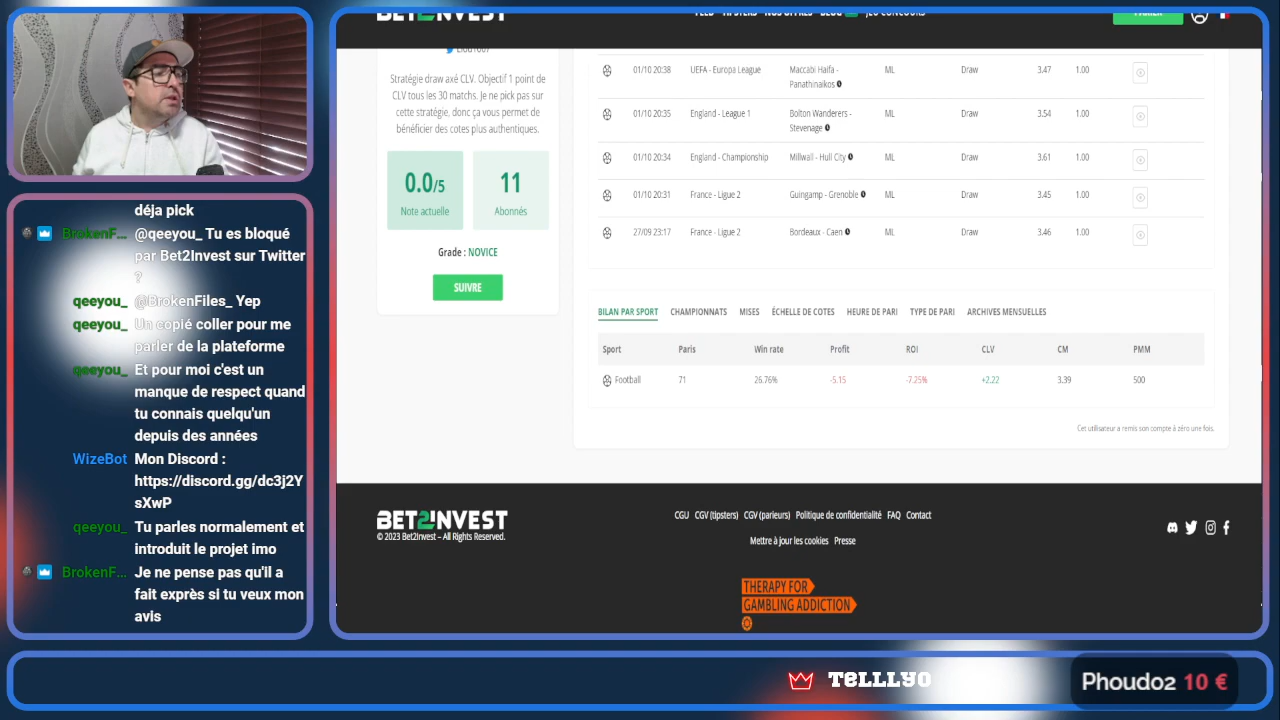 BET2INVEST
FEED TIPSTERS NOS OFFRES BLOG JEU CONCOURS
PARIER
Stratégie draw axé CLV. Objectif 1 point de
CLV tous les 30 matchs. Je ne pick pas sur
cette stratégie, donc ça vous permet de
bénéficier des cotes plus authentiques.
0.0/5
Note actuelle
11
Abonnés
Grade : NOVICE
SUIVRE
01/10 20:38 UEFA - Europa League Maccabi Haifa - ML Draw 3.47 1.00
Panathinaikos
01/10 20:35 England - League 1 Bolton Wanderers - ML Draw 3.54 1.00
Stevenage
01/10 20:34 England - Championship Millwall - Hull City ML Draw 3.61 1.00
01/10 20:31 France - Ligue 2 Guingamp - Grenoble ML Draw 3.45 1.00
27/09 23:17 France - Ligue 2 Bordeaux - Caen ML Draw 3.46 1.00
BILAN PAR SPORT CHAMPIONNATS MISES ÉCHELLE DE COTES HEURE DE PARI TYPE DE PARI ARCHIVES MENSUELLES
Sport Paris Win rate Profit ROI CLV CM PMM
Football 71 26.76% -5.15 -7.25% +2.22 3.39 500
Cet utilisateur a remis son compte à zéro une fois.
BET2INVEST
© 2023 Bet2Invest – All Rights Reserved.
CGU CGV (tipsters) CGV (parieurs) Politique de confidentialité FAQ Contact
Mettre à jour les cookies Presse
THERAPY FOR
GAMBLING ADDICTION
déja pick
BrokenF... @qeeyou_ Tu es bloqué
par Bet2Invest sur Twitter
?
qeeyou_ @BrokenFiles_ Yep
qeeyou_ Un copié coller pour me
parler de la plateforme
qeeyou_ Et pour moi c'est un
manque de respect quand
tu connais quelqu'un
depuis des années
WizeBot Mon Discord :
https://discord.gg/dc3j2Y
sXwP
qeeyou_ Tu parles normalement et
introduit le projet imo
BrokenF... Je ne pense pas qu'il a
fait exprès si tu veux mon
avis
TELLLYO
Phoudo2 10 €